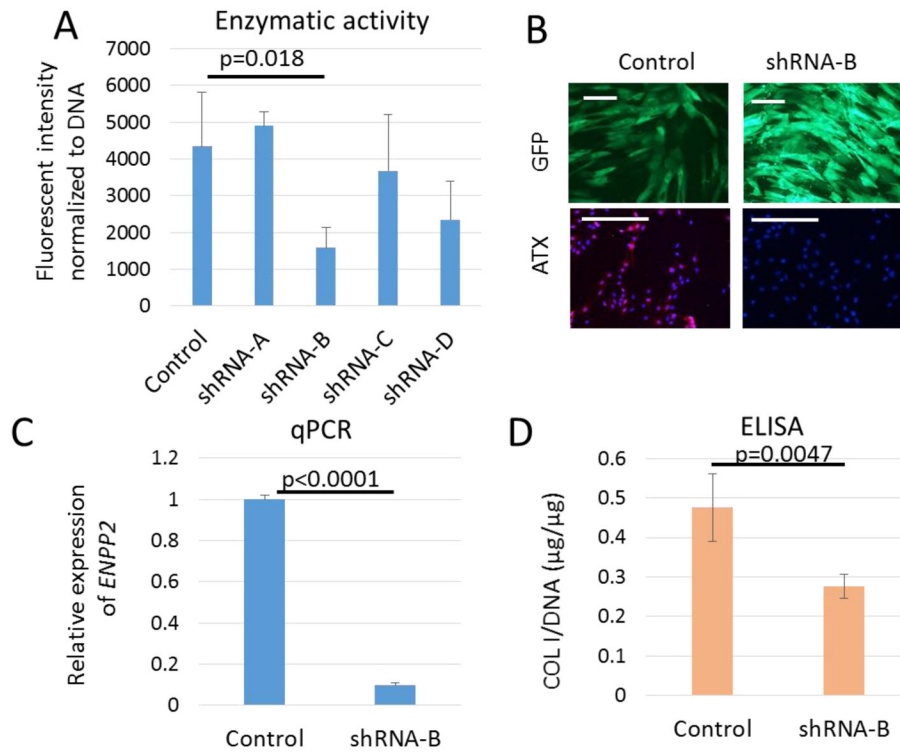 A
Enzymatic activity
Fluorescent intensity
normalized to DNA
7000
6000
5000
4000
3000
2000
1000
0
p=0.018
Control
shRNA-A
shRNA-B
shRNA-C
shRNA-D
B
Control
shRNA-B
GFP
ATX
C
qPCR
Relative expression
of ENPP2
1.2
1
0.8
0.6
0.4
0.2
0
p<0.0001
Control
shRNA-B
D
ELISA
COL I/DNA (µg/µg)
0.6
0.5
0.4
0.3
0.2
0.1
0
p=0.0047
Control
shRNA-B